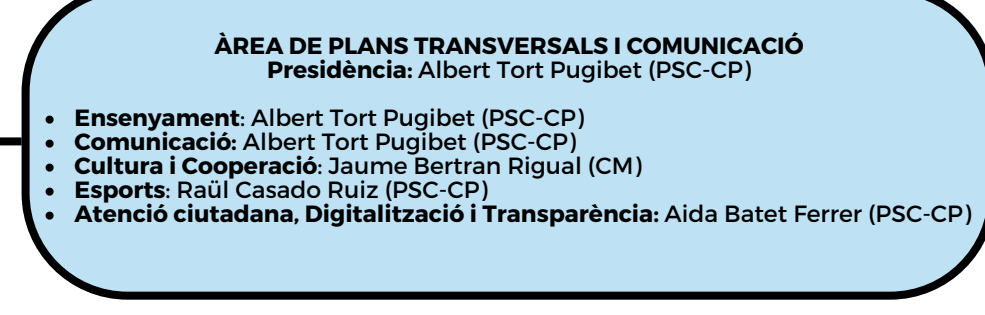 ÀREA DE PLANS TRANSVERSALS I COMUNICACIÓ
Presidència: Albert Tort Pugibet (PSC-CP)
• Ensenyament: Albert Tort Pugibet (PSC-CP)
• Comunicació: Albert Tort Pugibet (PSC-CP)
• Cultura i Cooperació: Jaume Bertran Rigual (CM)
• Esports: Raül Casado Ruiz (PSC-CP)
• Atenció ciutadana, Digitalització i Transparència: Aida Batet Ferrer (PSC-CP)